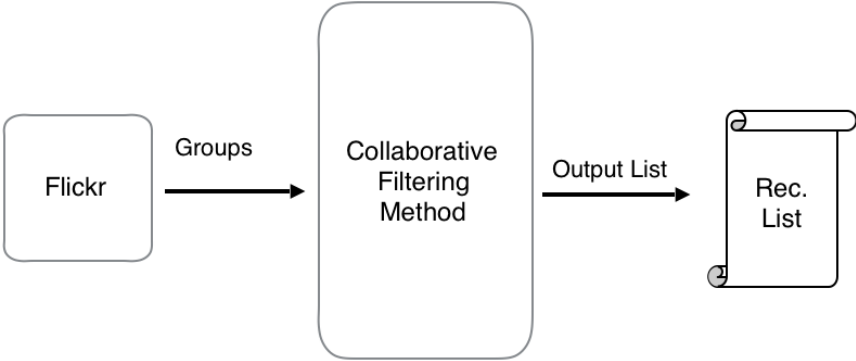 Flickr
Groups
Collaborative
Filtering
Method
Output List
Rec.
List